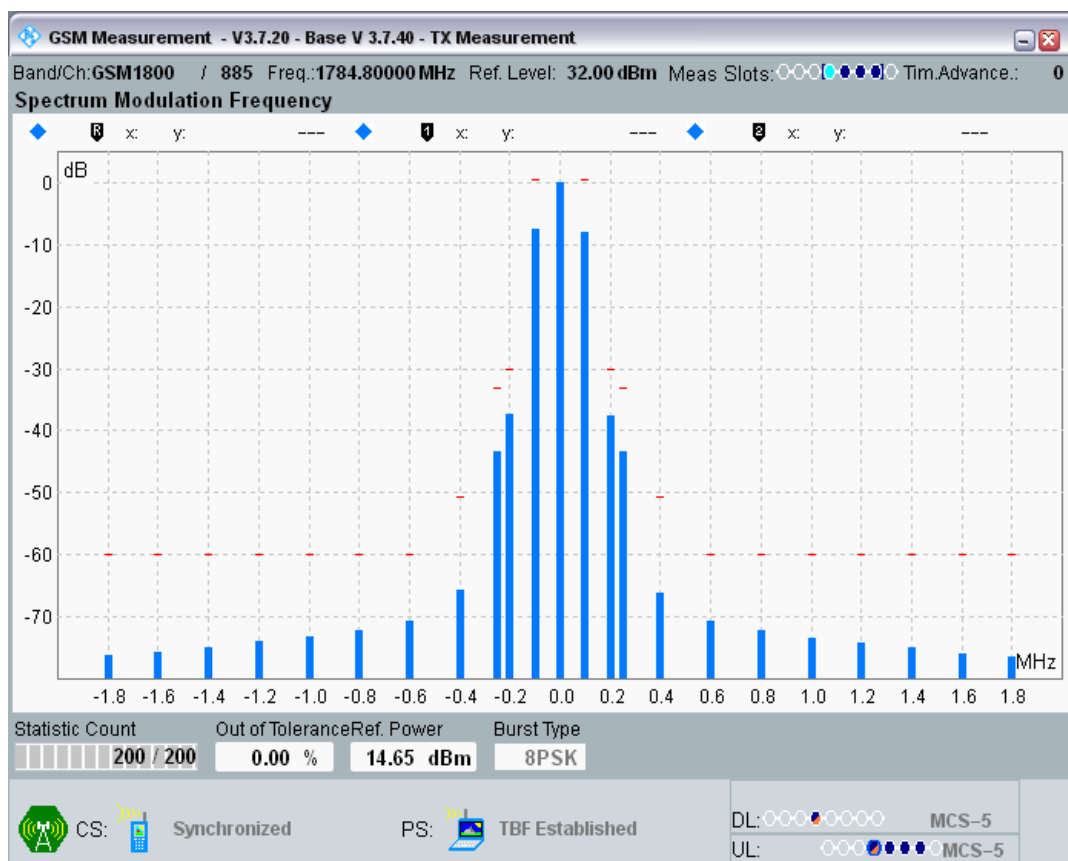 GSM Measurement - V3.7.20 - Base V 3.7.40 - TX Measurement
Band/Ch:GSM1800 / 885 Freq.:1784.80000 MHz Ref. Level: 32.00 dBm Meas Slots: Tim.Advance.: 0
Spectrum Modulation Frequency
R x: y: --- 1 x: y: --- 2 x: y: ---
dB
0
-10
-20
-30
-40
-50
-60
-70
MHz
-1.8 -1.6 -1.4 -1.2 -1.0 -0.8 -0.6 -0.4 -0.2 0.0 0.2 0.4 0.6 0.8 1.0 1.2 1.4 1.6 1.8
Statistic Count Out of Tolerance Ref. Power Burst Type
200 / 200 0.00 % 14.65 dBm 8PSK
CS: Synchronized PS: TBF Established
DL: MCS-5
UL: MCS-5